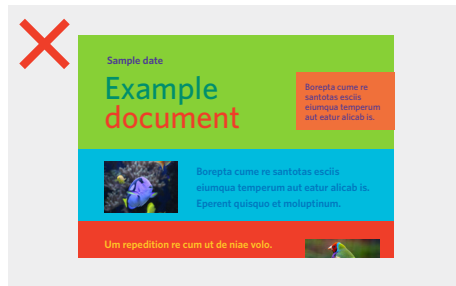 Sample date
Example
document
Borepta cume re
santotas esciis
eiumqua temperum
aut eatur alicab is.
Borepta cume re santotas esciis
eiumqua temperum aut eatur alicab is.
Eperent quisquo et moluptinum.
Um repedition re cum ut de niae volo.